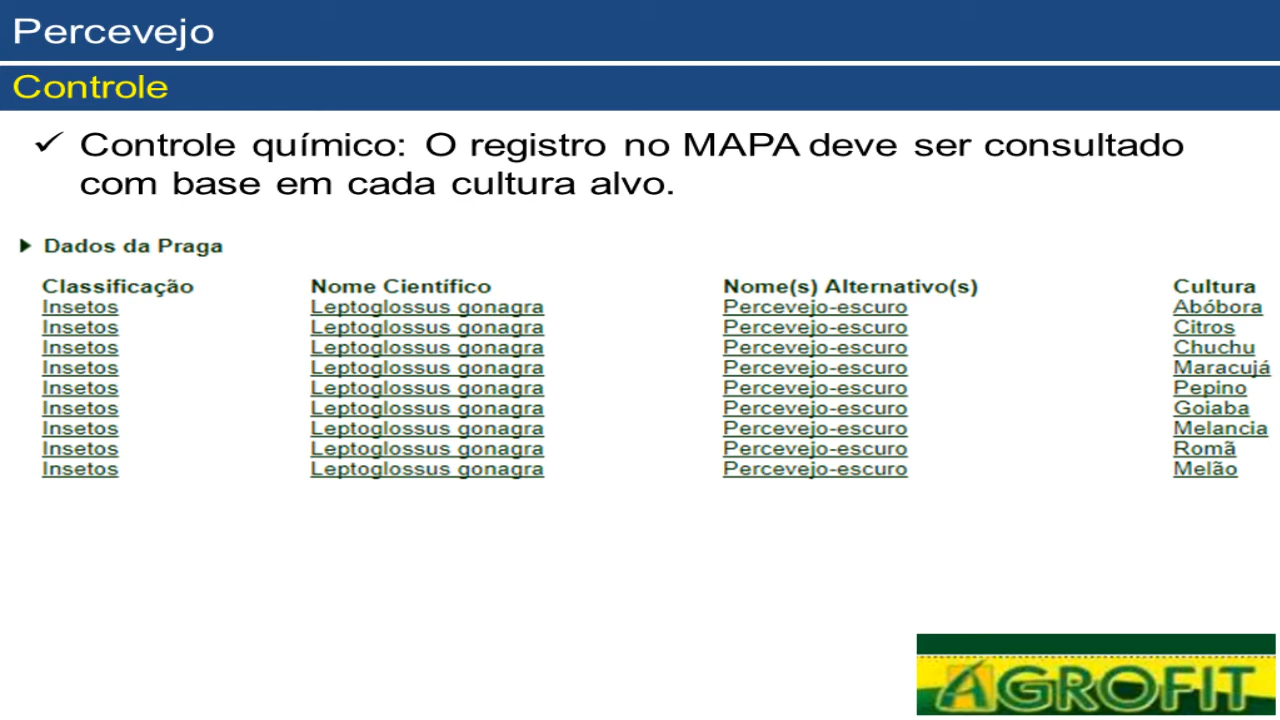 Percevejo
Controle
✓ Controle químico: O registro no MAPA deve ser consultado
com base em cada cultura alvo.
Dados da Praga
Classificação Nome Científico Nome(s) Alternativo(s) Cultura
Insetos Leptoglossus gonagra Percevejo-escuro Abóbora
Insetos Leptoglossus gonagra Percevejo-escuro Citros
Insetos Leptoglossus gonagra Percevejo-escuro Chuchu
Insetos Leptoglossus gonagra Percevejo-escuro Maracujá
Insetos Leptoglossus gonagra Percevejo-escuro Pepino
Insetos Leptoglossus gonagra Percevejo-escuro Goiaba
Insetos Leptoglossus gonagra Percevejo-escuro Melancia
Insetos Leptoglossus gonagra Percevejo-escuro Romã
Insetos Leptoglossus gonagra Percevejo-escuro Melão
AGROFIT